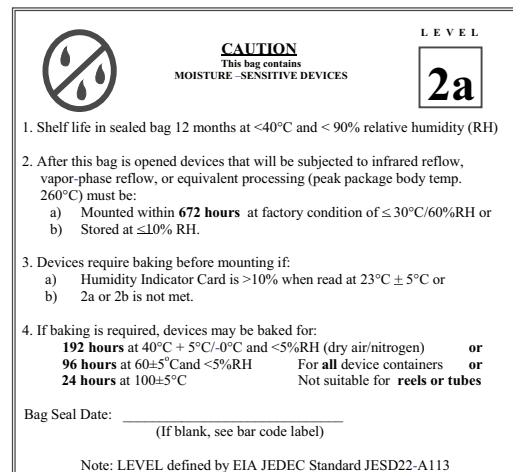 LEVEL
CAUTION
This bag contains
MOISTURE –SENSITIVE DEVICES
2a
1. Shelf life in sealed bag 12 months at <40°C and < 90% relative humidity (RH)
2. After this bag is opened devices that will be subjected to infrared reflow,
vapor-phase reflow, or equivalent processing (peak package body temp.
260°C) must be:
a) Mounted within 672 hours at factory condition of ≤ 30°C/60%RH or
b) Stored at ≤10% RH.
3. Devices require baking before mounting if:
a) Humidity Indicator Card is >10% when read at 23°C ± 5°C or
b) 2a or 2b is not met.
4. If baking is required, devices may be baked for:
192 hours at 40°C + 5°C/-0°C and <5%RH (dry air/nitrogen) or
96 hours at 60±5°Cand <5%RH For all device containers or
24 hours at 100±5°C Not suitable for reels or tubes
Bag Seal Date: ______________________________
(If blank, see bar code label)
Note: LEVEL defined by EIA JEDEC Standard JESD22-A113